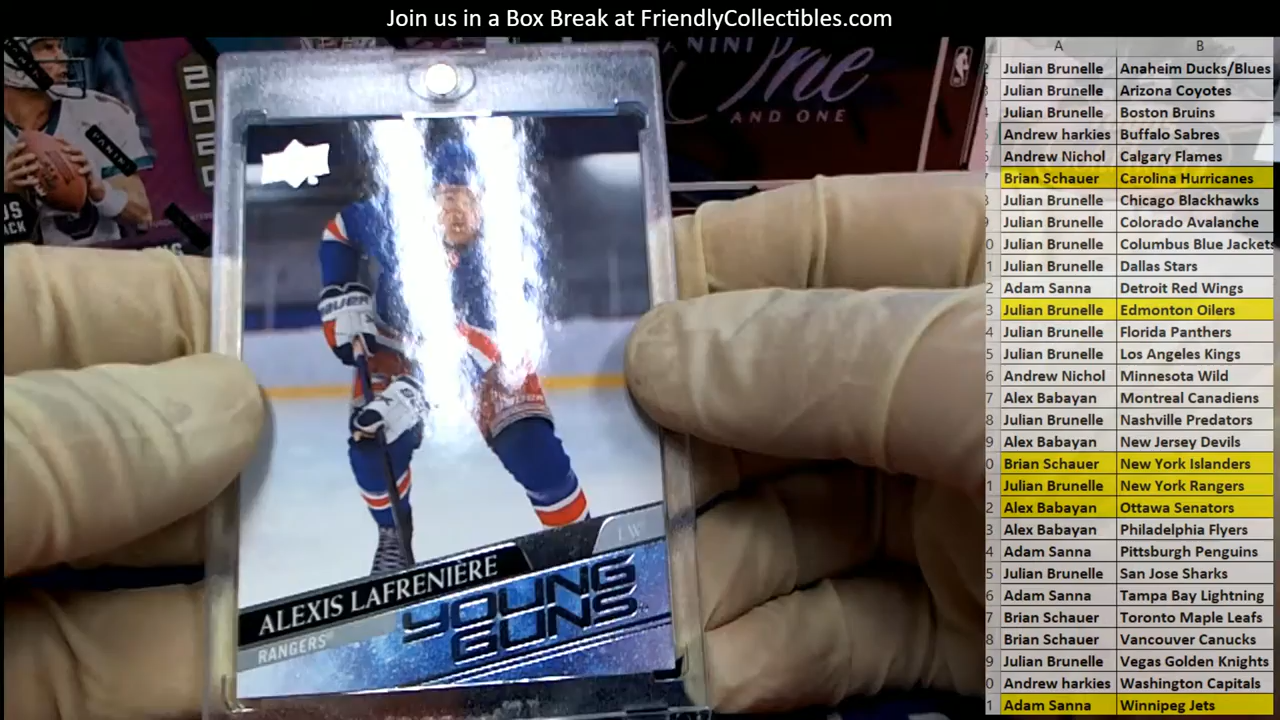 Join us in a Box Break at FriendlyCollectibles.com
PANINI
One
AND ONE
PANINI
A B
Julian Brunelle Anaheim Ducks/Blues
Julian Brunelle Arizona Coyotes
Julian Brunelle Boston Bruins
Andrew harkies Buffalo Sabres
Andrew Nichol Calgary Flames
Brian Schauer Carolina Hurricanes
Julian Brunelle Chicago Blackhawks
Julian Brunelle Colorado Avalanche
Julian Brunelle Columbus Blue Jackets
Julian Brunelle Dallas Stars
Adam Sanna Detroit Red Wings
Julian Brunelle Edmonton Oilers
Julian Brunelle Florida Panthers
Julian Brunelle Los Angeles Kings
Andrew Nichol Minnesota Wild
Alex Babayan Montreal Canadiens
Julian Brunelle Nashville Predators
Alex Babayan New Jersey Devils
Brian Schauer New York Islanders
Julian Brunelle New York Rangers
Alex Babayan Ottawa Senators
Alex Babayan Philadelphia Flyers
Adam Sanna Pittsburgh Penguins
Julian Brunelle San Jose Sharks
Adam Sanna Tampa Bay Lightning
Brian Schauer Toronto Maple Leafs
Brian Schauer Vancouver Canucks
Julian Brunelle Vegas Golden Knights
Andrew harkies Washington Capitals
Adam Sanna Winnipeg Jets
BAUER
LW
ALEXIS LAFRENIÈRE
RANGERS
YOUNG
GUNS